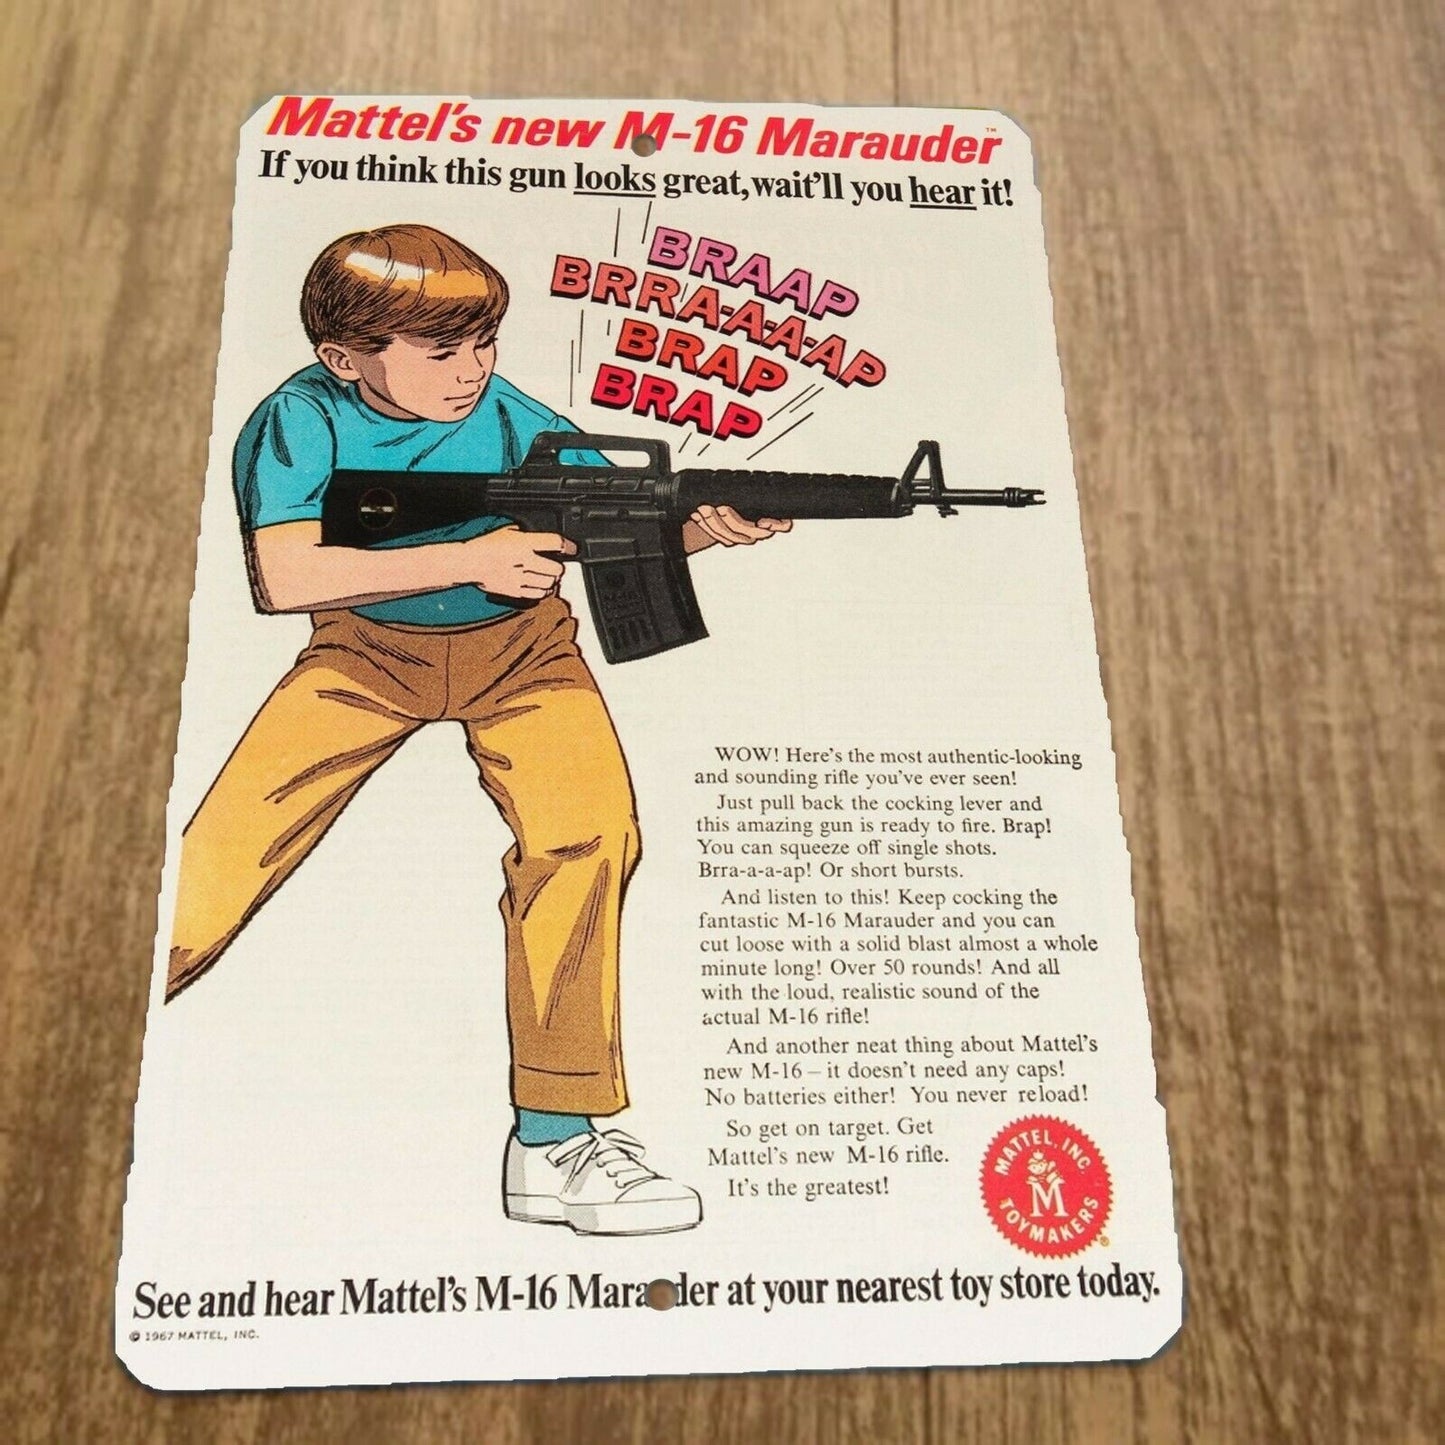 Mattel's new M-16 Marauder™
If you think this gun looks great, wait'll you hear it!
BRAAP
BRRA-A-A-AP
BRAP
BRAP
WOW! Here's the most authentic-looking
and sounding rifle you've ever seen!
Just pull back the cocking lever and
this amazing gun is ready to fire. Brap!
You can squeeze off single shots.
Brra-a-a-ap! Or short bursts.
And listen to this! Keep cocking the
fantastic M-16 Marauder and you can
cut loose with a solid blast almost a whole
minute long! Over 50 rounds! And all
with the loud, realistic sound of the
actual M-16 rifle!
And another neat thing about Mattel's
new M-16 – it doesn't need any caps!
No batteries either! You never reload!
So get on target. Get
Mattel's new M-16 rifle.
It's the greatest!
MATTEL, INC.
M
TOYMAKERS
®
See and hear Mattel's M-16 Marauder at your nearest toy store today.
© 1967 MATTEL, INC.